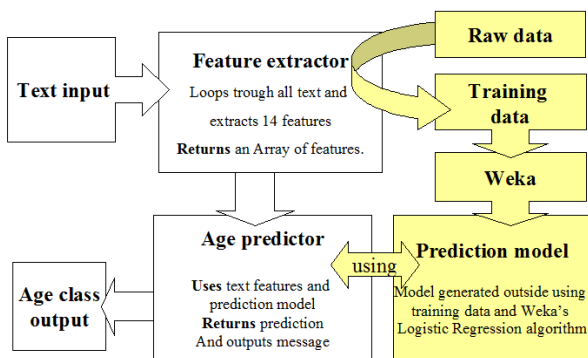 Text input
Feature extractor
Loops trough all text and
extracts 14 features
Returns an Array of features.
Raw data
Training
data
Weka
Age predictor
Uses text features and
prediction model
Returns prediction
And outputs message
using
Prediction model
Model generated outside using
training data and Weka's
Logistic Regression algorithm
Age class
output